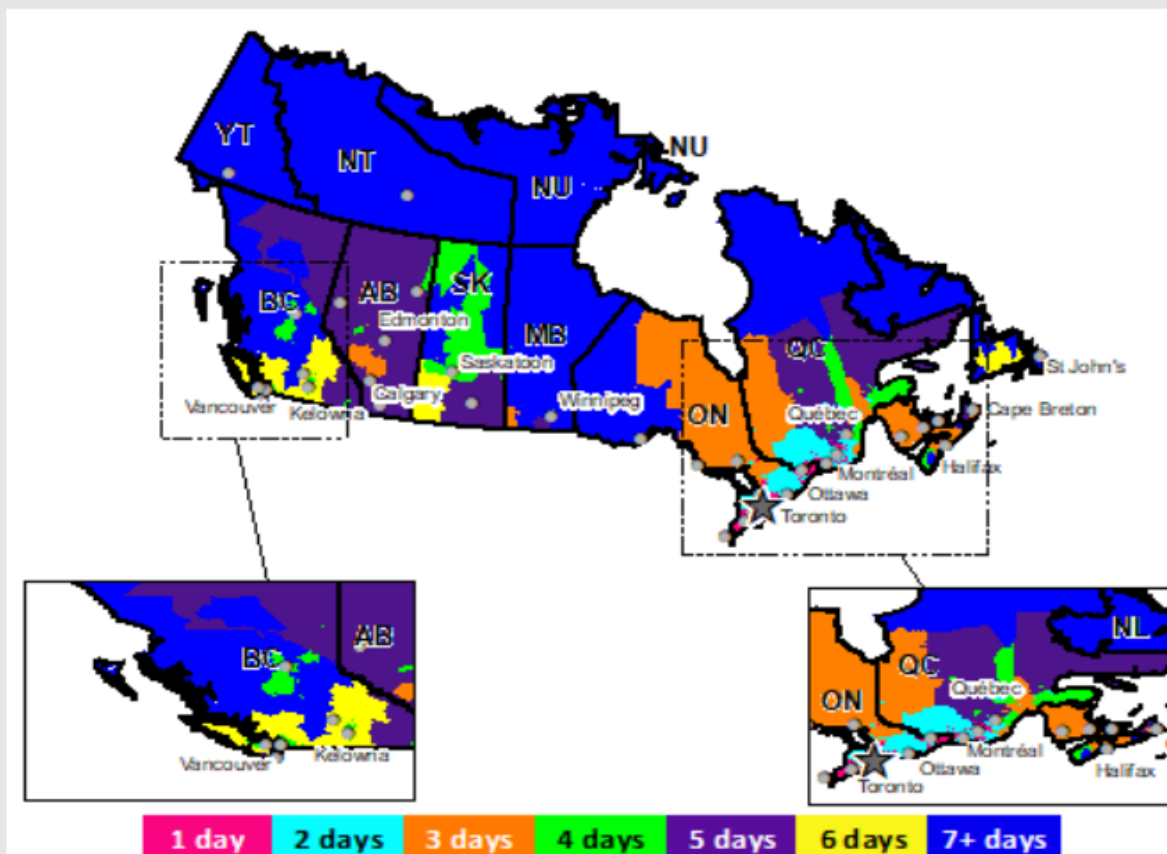 YT
NT
NU
NU
BC
AB
SK
MB
ON
QC
Edmonton
Saskatoon
Calgary
Vancouver
Kelowna
Winnipeg
Québec
Montréal
Ottawa
Toronto
St John's
Cape Breton
Halifax
BC
AB
Vancouver
Kelowna
NL
QC
ON
Québec
Montréal
Ottawa
Toronto
Halifax
1 day 2 days 3 days 4 days 5 days 6 days 7+ days